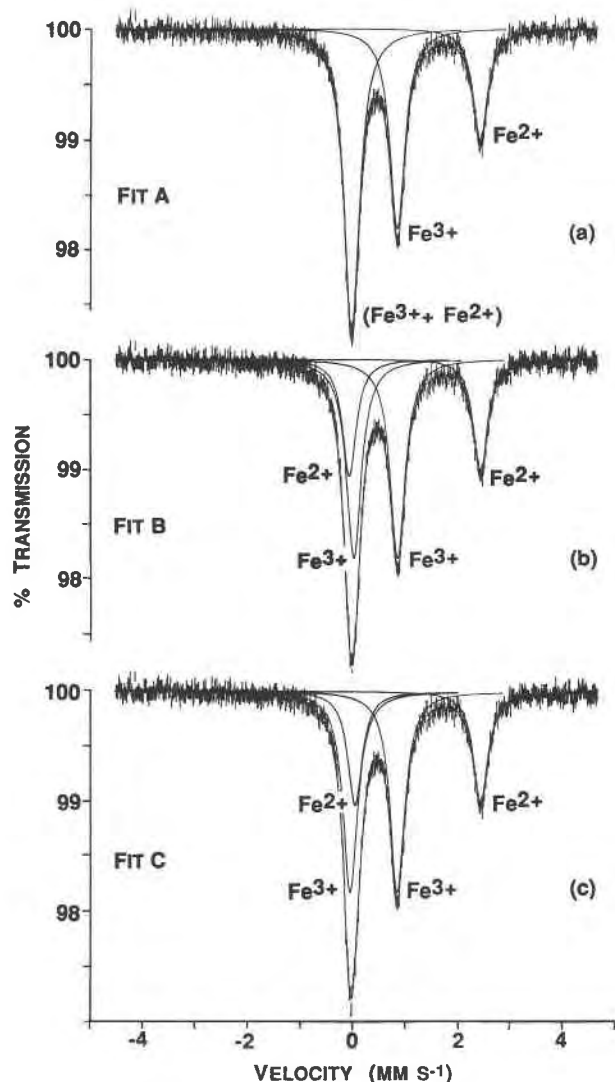 100
99
98
FIT A
Fe2+
Fe3+
(Fe3+ + Fe2+)
(a)
100
99
98
FIT B
Fe2+
Fe2+
Fe3+
Fe3+
(b)
% TRANSMISSION
100
99
98
FIT C
Fe2+
Fe2+
Fe3+
Fe3+
(c)
-4
-2
0
2
4
VELOCITY (MM S-1)